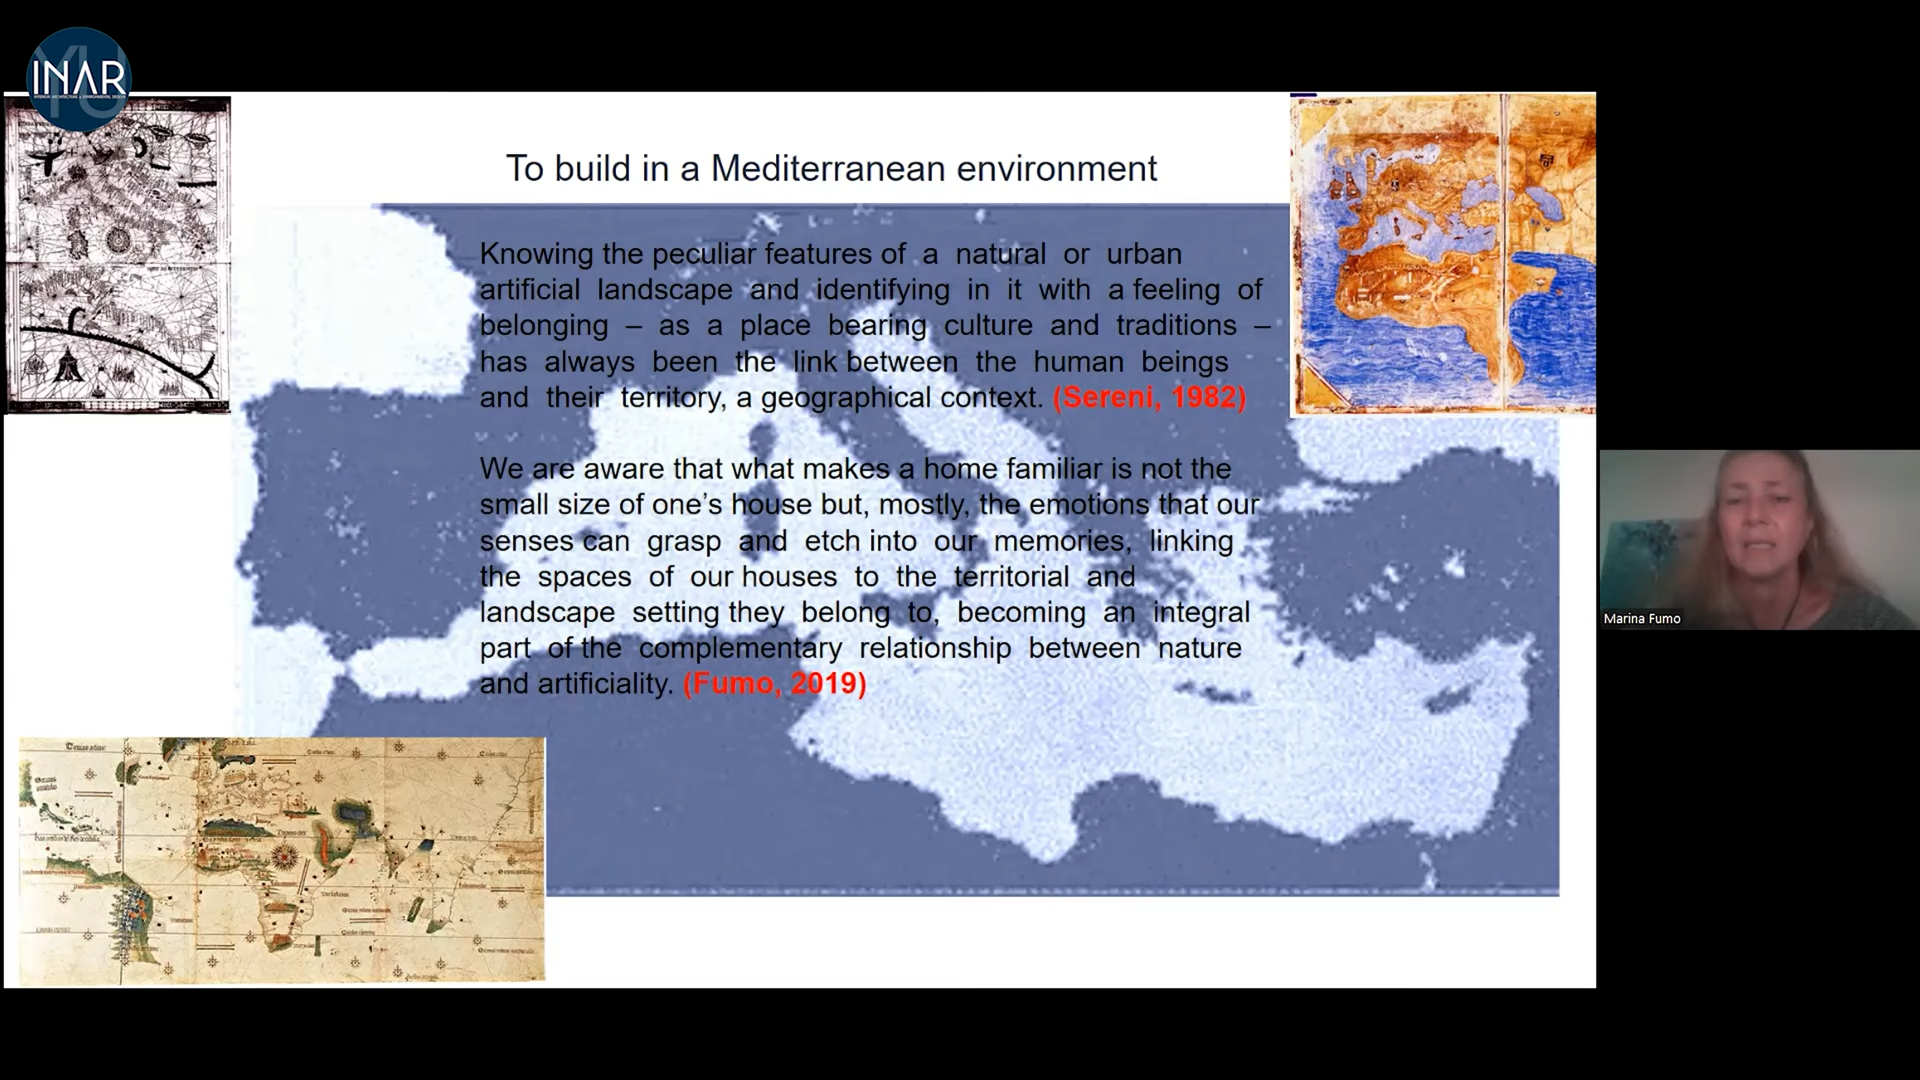 YU
INAR
INTERIOR ARCHITECTURE & ENVIRONMENTAL DESIGN
To build in a Mediterranean environment
Knowing the peculiar features of a natural or urban
artificial landscape and identifying in it with a feeling of
belonging – as a place bearing culture and traditions –
has always been the link between the human beings
and their territory, a geographical context. (Sereni, 1982)
We are aware that what makes a home familiar is not the
small size of one’s house but, mostly, the emotions that our
senses can grasp and etch into our memories, linking
the spaces of our houses to the territorial and
landscape setting they belong to, becoming an integral
part of the complementary relationship between nature
and artificiality. (Fumo, 2019)
Marina Fumo